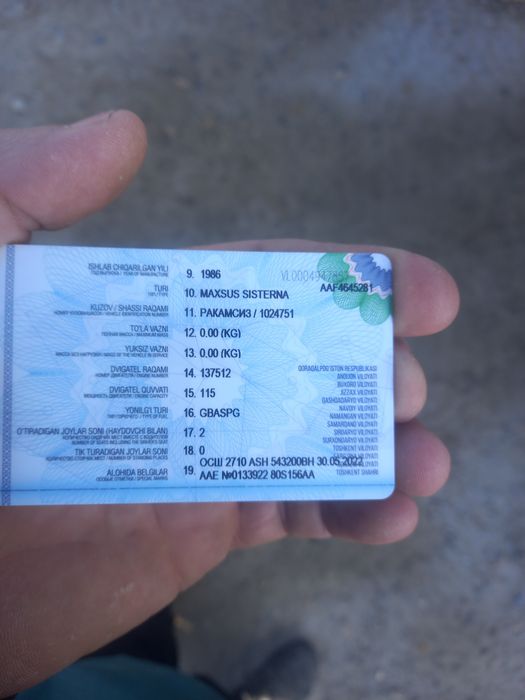 ISHLAB CHIQARILGAN YILI 9. 1986
TURI 10. MAXSUS SISTERNA
AAF4645281
KUZOV / SHASSI RAQAMI 11. РАКАМСИЗ / 1024751
TO'LA VAZNI 12. 0.00 (KG)
YUKSIZ VAZNI 13. 0.00 (KG)
DVIGATEL RAQAMI 14. 137512
DVIGATEL QUVVATI 15. 115
YONILG'I TURI 16. GBASPG
O'TIRADIGAN JOYLAR SONI (HAYDOVCHI BILAN) 17. 2
TIK TURADIGAN JOYLAR SONI 18. 0
ALOHIDA BELGILAR 19. ОСШ 2710 ASH 543200BH 30.05.2022
AAE №0133922 80S156AA
QORAQALPOG'ISTON RESPUBLIKASI
ANDIJON VILOYATI
BUXORO VILOYATI
JIZZAX VILOYATI
QASHQADARYO VILOYATI
NAVOIY VILOYATI
NAMANGAN VILOYATI
SAMARQAND VILOYATI
SIRDARYO VILOYATI
SURXONDARYO VILOYATI
TOSHKENT VILOYATI
TOSHKENT SHAHRI